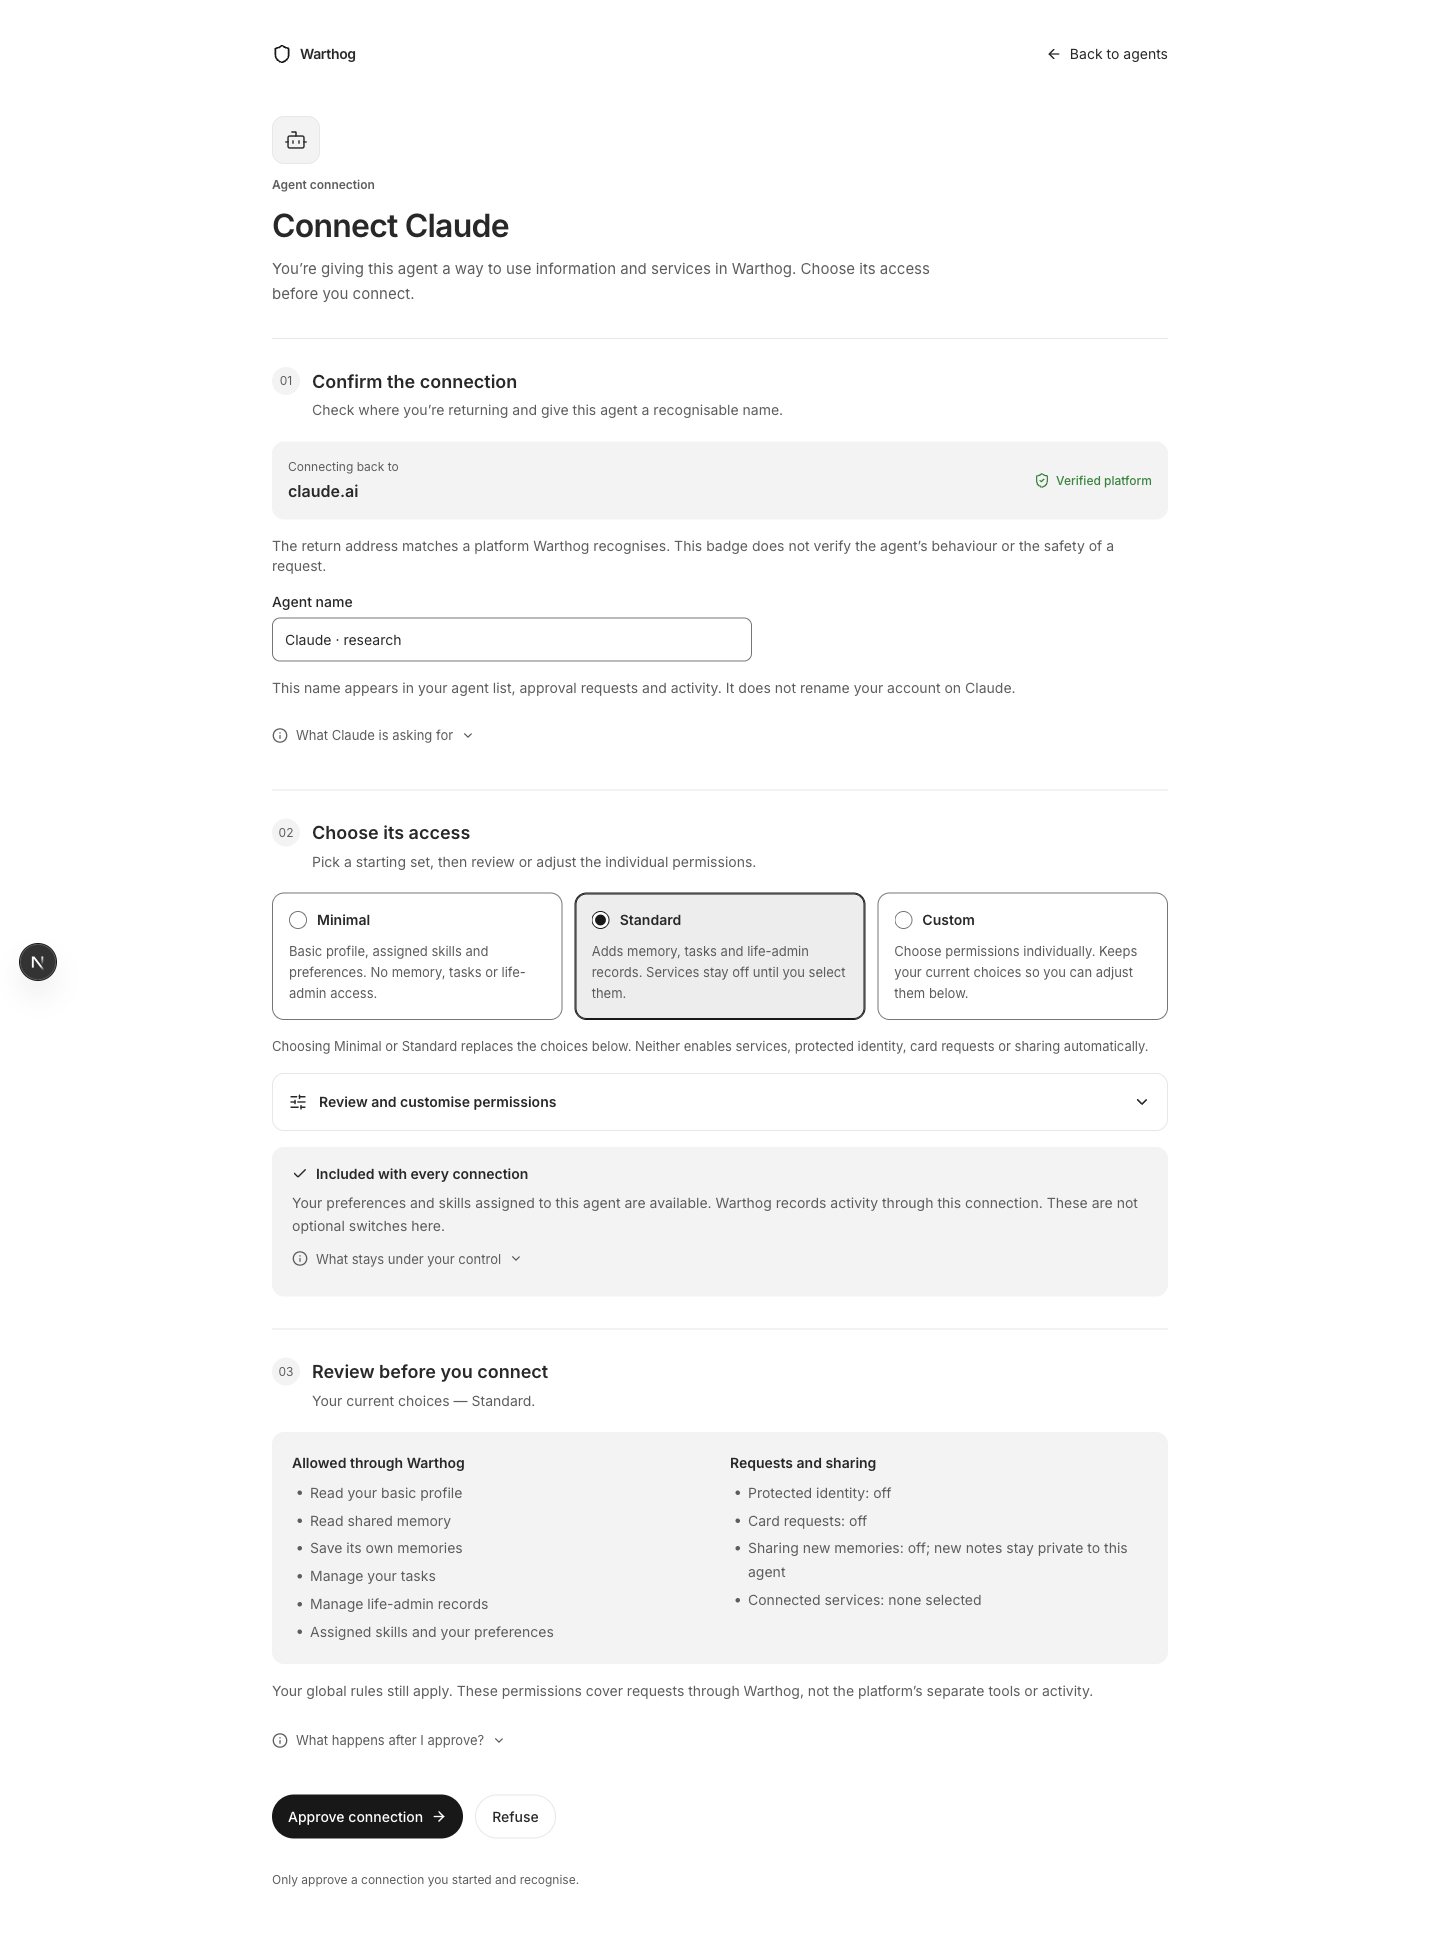 Warthog
Back to agents
Agent connection
Connect Claude
You’re giving this agent a way to use information and services in Warthog. Choose its access
before you connect.
01
Confirm the connection
Check where you’re returning and give this agent a recognisable name.
Connecting back to
claude.ai
Verified platform
The return address matches a platform Warthog recognises. This badge does not verify the agent’s behaviour or the safety of a
request.
Agent name
Claude · research
This name appears in your agent list, approval requests and activity. It does not rename your account on Claude.
What Claude is asking for
02
Choose its access
Pick a starting set, then review or adjust the individual permissions.
Minimal
Basic profile, assigned skills and
preferences. No memory, tasks or life-
admin access.
Standard
Adds memory, tasks and life-admin
records. Services stay off until you select
them.
Custom
Choose permissions individually. Keeps
your current choices so you can adjust
them below.
N
Choosing Minimal or Standard replaces the choices below. Neither enables services, protected identity, card requests or sharing automatically.
Review and customise permissions
Included with every connection
Your preferences and skills assigned to this agent are available. Warthog records activity through this connection. These are not
optional switches here.
What stays under your control
03
Review before you connect
Your current choices — Standard.
Allowed through Warthog
• Read your basic profile
• Read shared memory
• Save its own memories
• Manage your tasks
• Manage life-admin records
• Assigned skills and your preferences
Requests and sharing
• Protected identity: off
• Card requests: off
• Sharing new memories: off; new notes stay private to this
agent
• Connected services: none selected
Your global rules still apply. These permissions cover requests through Warthog, not the platform’s separate tools or activity.
What happens after I approve?
Approve connection
Refuse
Only approve a connection you started and recognise.